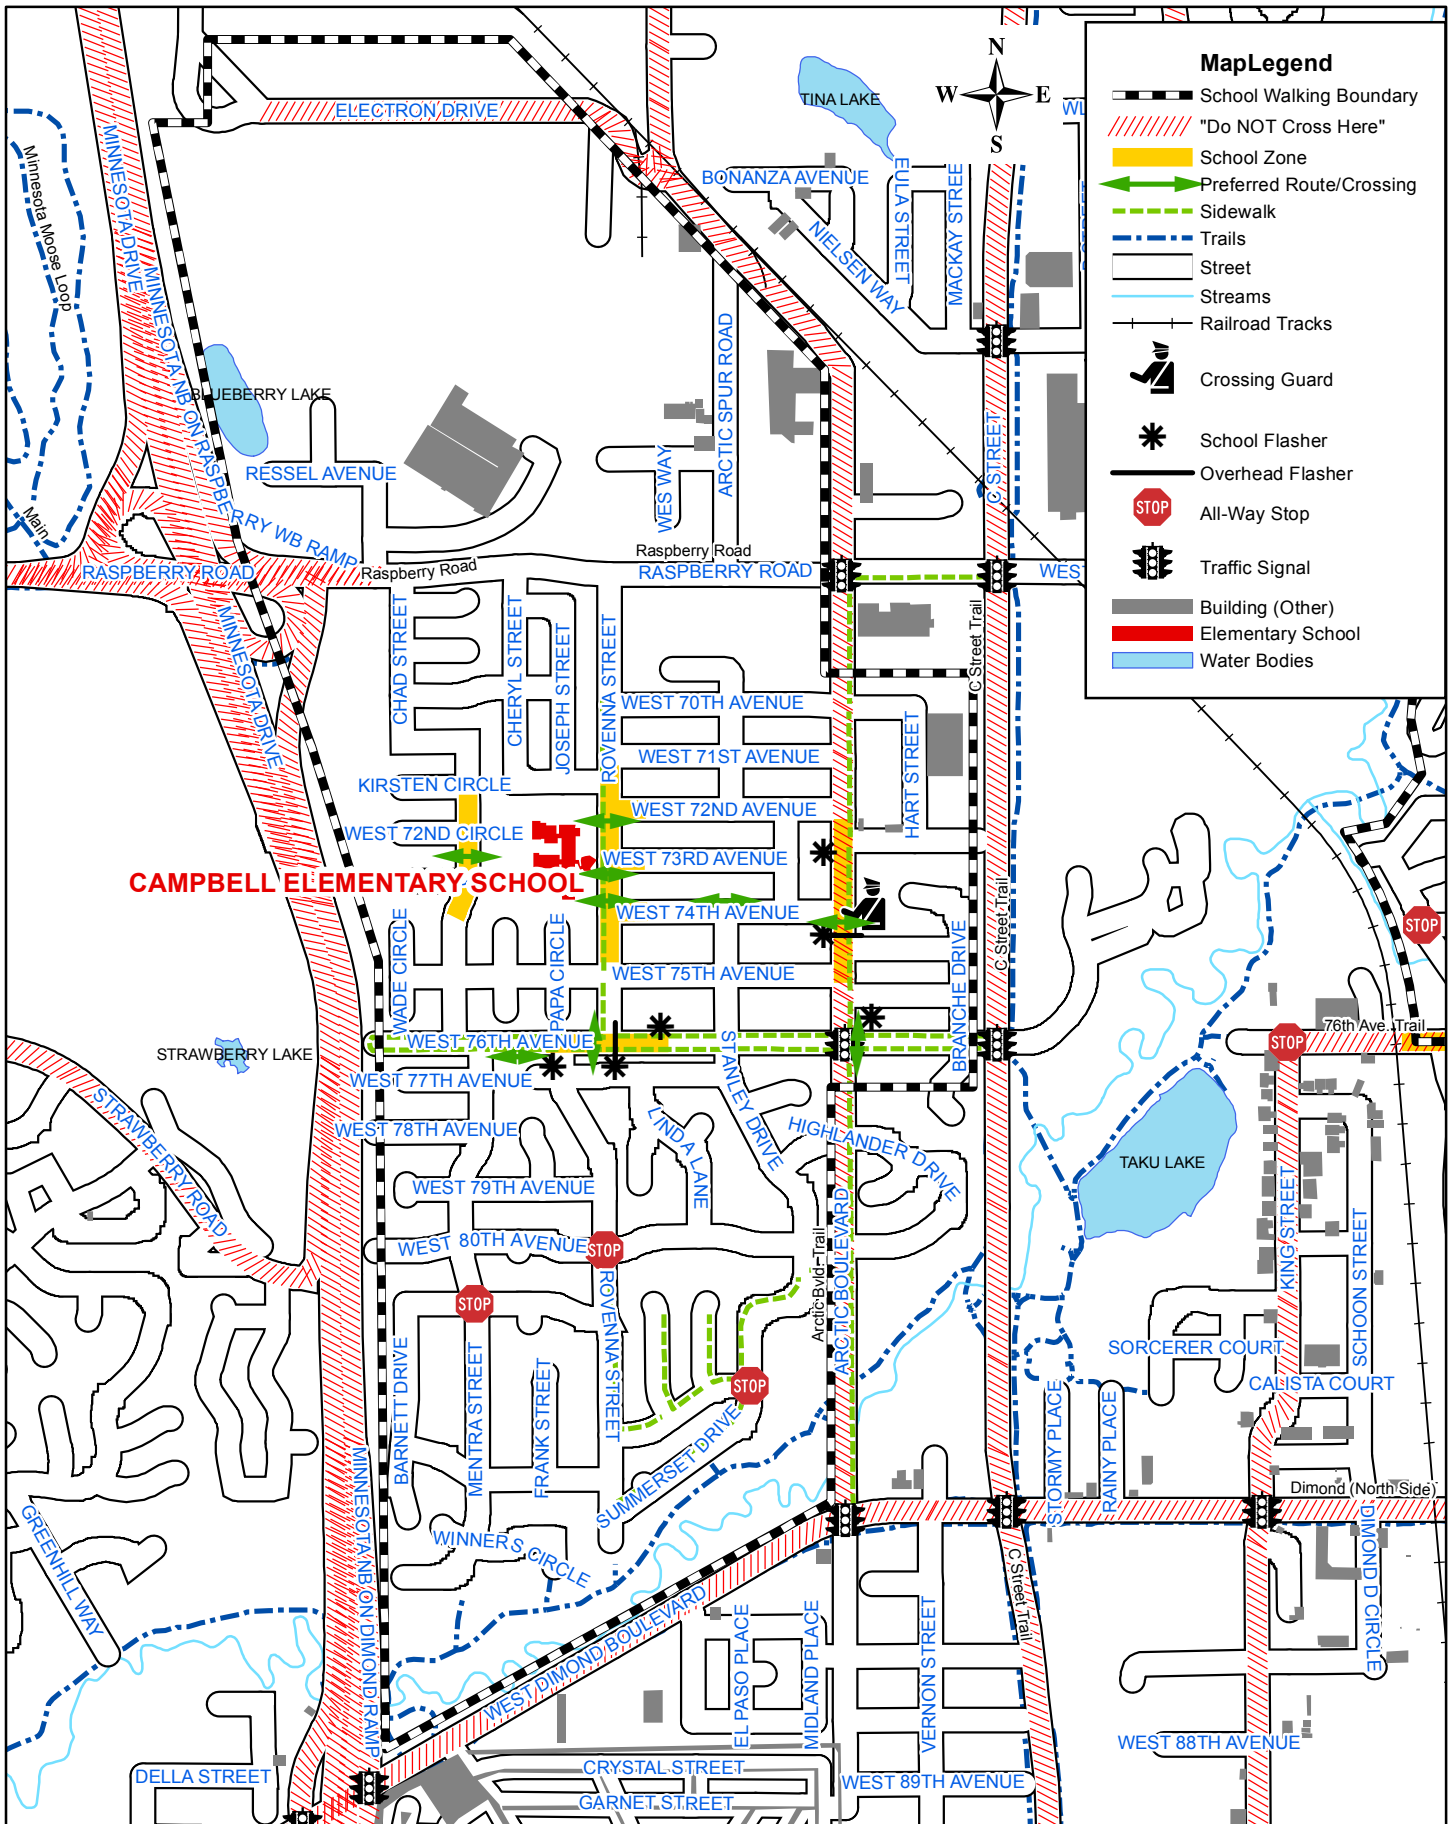 MapLegend
School Walking Boundary
"Do NOT Cross Here"
School Zone
Preferred Route/Crossing
Sidewalk
Trails
Street
Streams
Railroad Tracks
Crossing Guard
School Flasher
Overhead Flasher
STOP
All-Way Stop
Traffic Signal
Building (Other)
Elementary School
Water Bodies
N
W
E
S
TINA LAKE
ELECTRON DRIVE
MINNESOTA DRIVE
Minnesota Moose Loop
BONANZA AVENUE
EULA STREET
MACKAY STREE
NIELSEN WAY
MINNESOTA NB ON RASPBERRY WB RAMP
BLUEBERRY LAKE
RESSEL AVENUE
WES WAY
ARCTIC SPUR ROAD
C STREET
Main
RASPBERRY ROAD
Raspberry Road
Raspberry Road
RASPBERRY ROAD
WEST
MINNESOTA DRIVE
CHAD STREET
CHERYL STREET
JOSEPH STREET
ROVENNA STREET
C Street Trail
WEST 70TH AVENUE
WEST 71ST AVENUE
HART STREET
KIRSTEN CIRCLE
WEST 72ND AVENUE
WEST 72ND CIRCLE
WEST 73RD AVENUE
CAMPBELL ELEMENTARY SCHOOL
WEST 74TH AVENUE
STOP
WADE CIRCLE
PAPA CIRCLE
WEST 75TH AVENUE
BRANCHE DRIVE
C Street Trail
WEST 76TH AVENUE
STANLEY DRIVE
76th Ave. Trail
STOP
STRAWBERRY LAKE
WEST 77TH AVENUE
STRAWBERRY ROAD
WEST 78TH AVENUE
LINDA LANE
HIGHLANDER DRIVE
TAKU LAKE
WEST 79TH AVENUE
WEST 80TH AVENUE
STOP
STOP
ROVENNA STREET
Arctic Bvld. Trail
ARCTIC BOULEVARD
KING STREET
SCHOON STREET
SORCERER COURT
CALISTA COURT
STOP
BARNETT DRIVE
MENTRA STREET
FRANK STREET
SUMMERSET DRIVE
STORMY PLACE
RAINY PLACE
Dimond (North Side)
MINNESOTA NB ON DIMOND RAMP
GREENHILL WAY
WINNERS CIRCLE
WEST DIMOND BOULEVARD
C Street Trail
DIMOND D CIRCLE
EL PASO PLACE
MIDLAND PLACE
VERNON STREET
WEST 88TH AVENUE
DELLA STREET
CRYSTAL STREET
WEST 89TH AVENUE
GARNET STREET